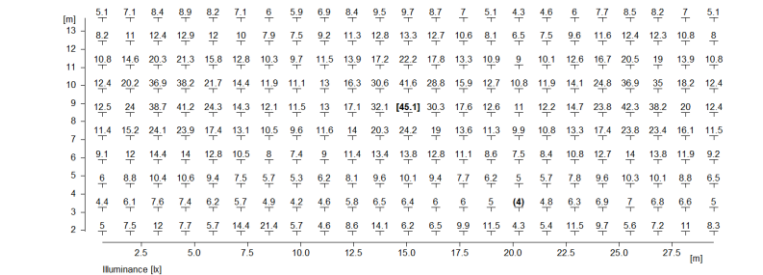 5.1 7.1 8.4 8.9 8.2 7.1 6 5.9 6.9 8.4 9.5 9.7 8.7 7 5.1 4.3 4.6 6 7.7 8.5 8.2 7 5.1
[m]
13 8.2 11 12.4 12.9 12 10 7.9 7.5 9.2 11.3 12.8 13.3 12.7 10.6 8.1 6.5 7.5 9.6 11.6 12.4 12.3 10.8 8
12
11 10.8 14.6 20.3 21.3 15.8 12.8 10.3 9.7 11.5 13.9 17.2 22.2 17.8 13.3 10.9 9 10.1 12.6 16.7 20.5 19 13.9 10.8
10 12.4 20.2 36.9 38.2 21.7 14.4 11.9 11.1 13 16.3 30.6 41.6 28.8 15.9 12.7 10.8 11.9 14.1 24.8 36.9 35 18.2 12.4
9 12.5 24 38.7 41.2 24.3 14.3 12.1 11.5 13 17.1 32.1 [45.1] 30.3 17.6 12.6 11 12.2 14.7 23.8 42.3 38.2 20 12.4
8
7 11.4 15.2 24.1 23.9 17.4 13.1 10.5 9.6 11.6 14 20.3 24.2 19 13.6 11.3 9.9 10.8 13.3 17.4 23.8 23.4 16.1 11.5
6 9.1 12 14.4 14 12.8 10.5 8 7.4 9 11.4 13.4 13.8 12.8 11.1 8.6 7.5 8.4 10.8 12.7 14 13.8 11.9 9.2
5 6 8.8 10.4 10.6 9.4 7.5 5.7 5.3 6.2 8.1 9.6 10.1 9.4 7.7 6.2 5 5.7 7.8 9.6 10.3 10.1 8.8 6.5
4
3 4.4 6.1 7.6 7.4 6.2 5.7 4.9 4.2 4.6 5.8 6.5 6.4 6 6 5 (4) 4.8 6.3 6.9 7 6.8 6.6 5
2 5 7.5 12 7.7 5.7 14.4 21.4 5.7 4.6 8.6 14.1 6.2 6.5 9.9 11.5 4.3 5.4 11.5 9.7 5.6 7.2 11 8.3
2.5 5.0 7.5 10.0 12.5 15.0 17.5 20.0 22.5 25.0 27.5 [m]
Illuminance [lx]